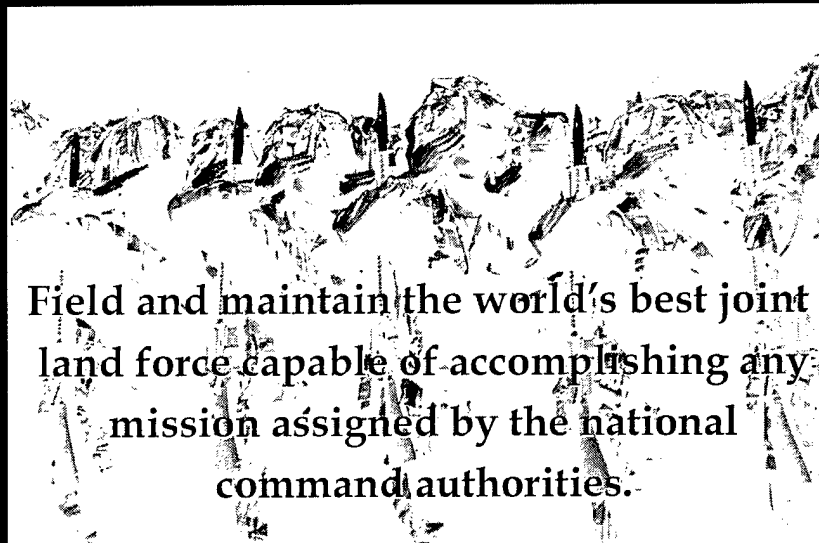 Field and maintain the world's best joint
land force capable of accomplishing any
mission assigned by the national
command authorities.